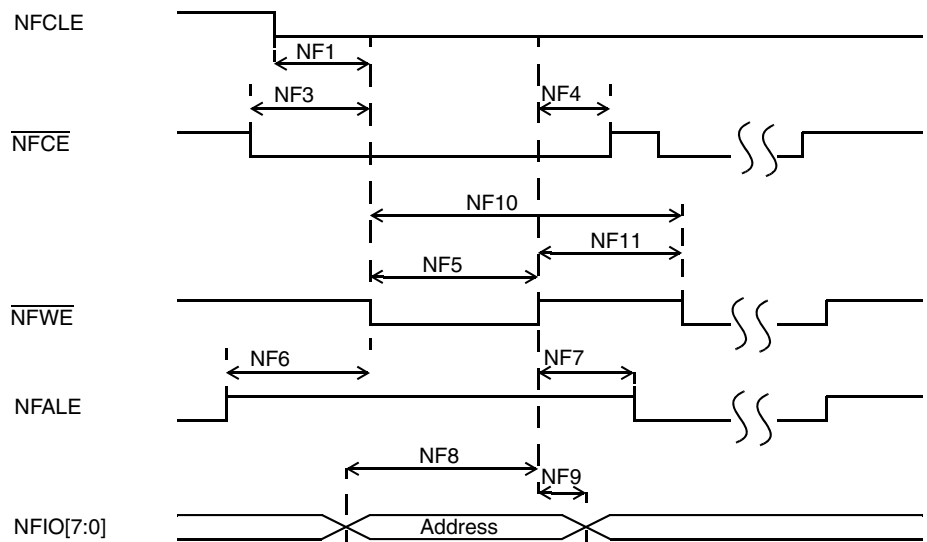 NFCLE
NF1
NF3
NF4
NFCE
NF10
NF11
NF5
NFWE
NF6
NF7
NFALE
NF8
NF9
NFIO[7:0]
Address